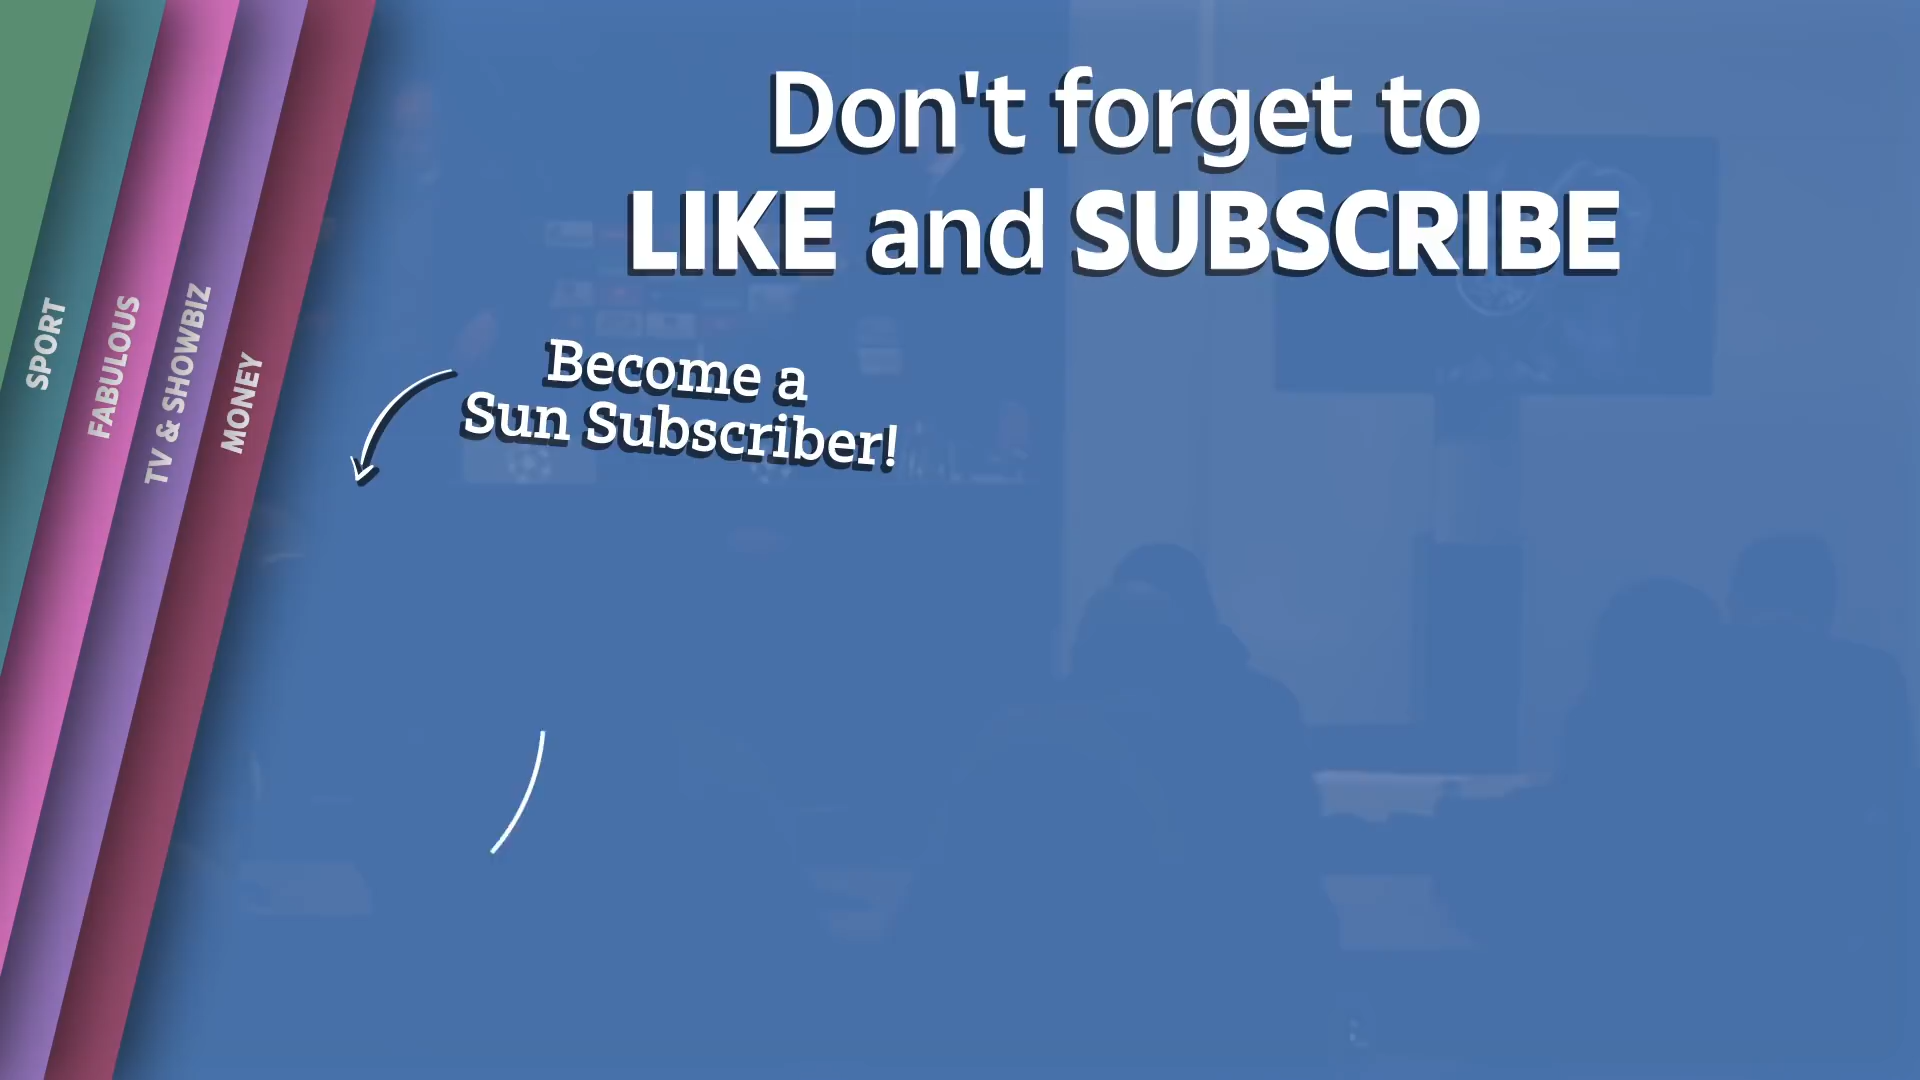 Don't forget to
LIKE and SUBSCRIBE
Become a
Sun Subscriber!
SPORT
FABULOUS
TV & SHOWBIZ
MONEY